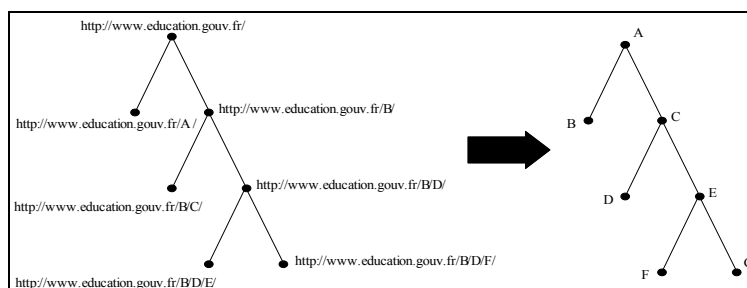 http://www.education.gouv.fr/
http://www.education.gouv.fr/A/
http://www.education.gouv.fr/B/
http://www.education.gouv.fr/B/C/
http://www.education.gouv.fr/B/D/
http://www.education.gouv.fr/B/D/E/
http://www.education.gouv.fr/B/D/F/
A
B
C
D
E
F